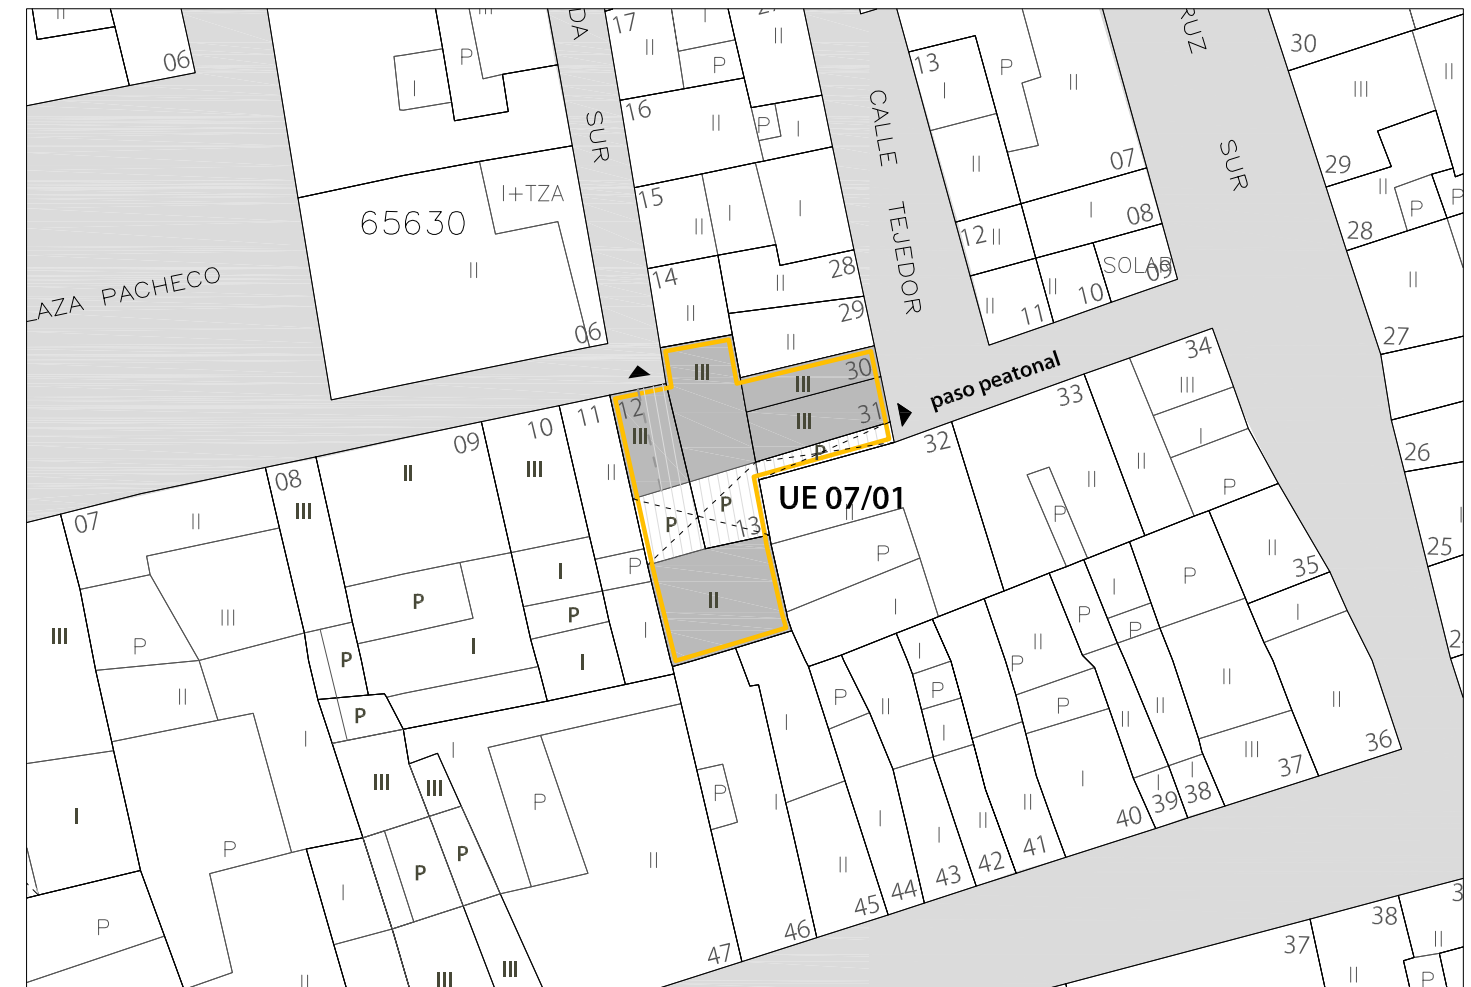 II
06
P
I
III
DA
SUR
17
II
I
P
16
II
P
I
II
CALLE TEJEDOR
13
I
P
II
07
RUZ
SUR
30
III
II
29
II
P
P
28
65630
I+TZA
II
06
15
II
I
I
14
II
28
II
29
II
II
12
II
I
08
SOLAR
09
II
II
11
10
II
27
LAZA PACHECO
III
III
30
III
31
P
paso peatonal
12
III
P
P
13
II
UE 07/01
11
10
09
08
07
II
III
II
III
II
II
32
33
34
III
I
II
II
P
P
26
25
35
II
I
P
I
P
P
III
P
III
II
P
P
P
I
I
P
I
P
I
P
I
II
P
I
P
II
I
P
I
II
P
P
I
II
II
II
III
II
36
37
38
39
40
41
42
43
44
45
46
47
I
I
III
III
I
P
P
P
P
P
II
I
I
II
I
I
II
II
I
I
I
P
I
II
III
III
37
38
II
II
P